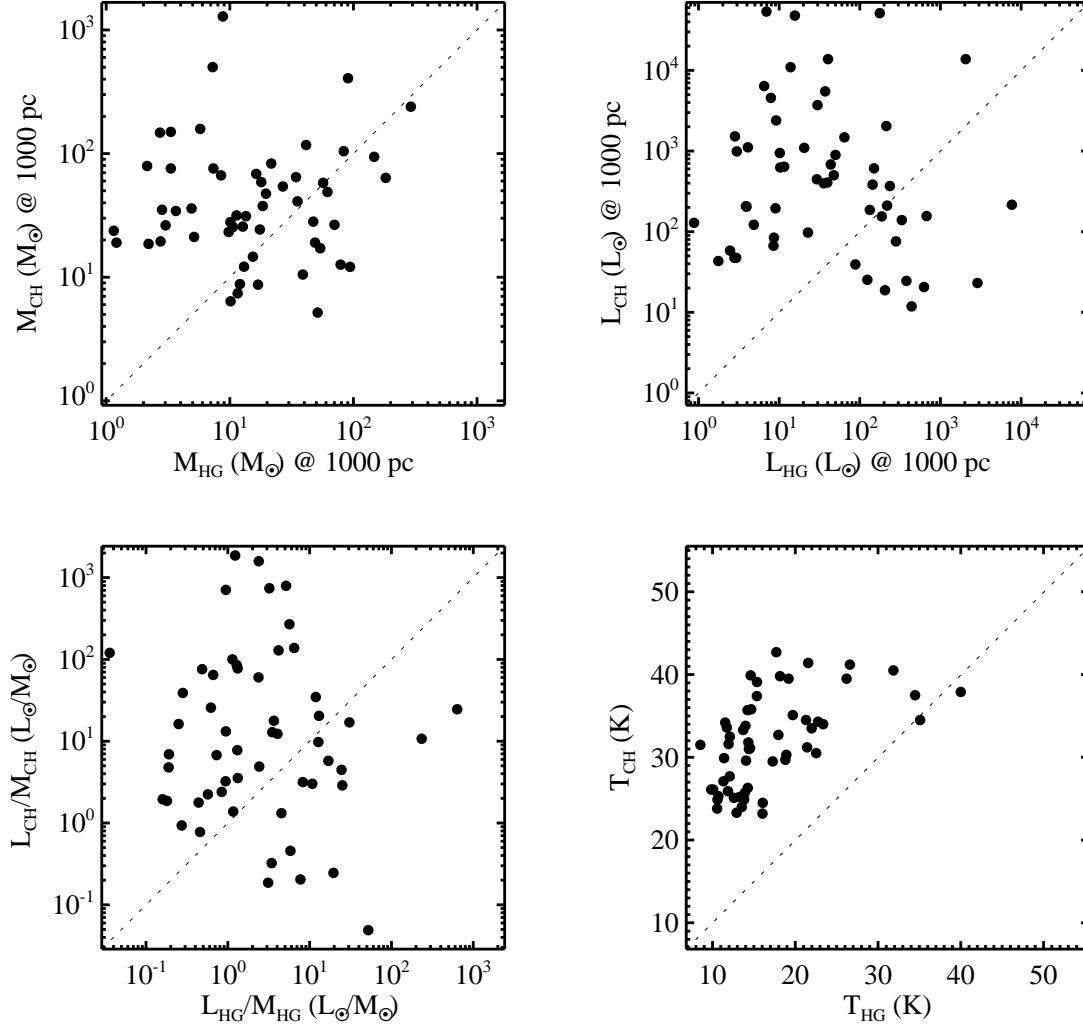 10³
10²
10¹
10⁰
M_CH (M_⊙) @ 1000 pc
10⁰ 10¹ 10² 10³
M_HG (M_⊙) @ 1000 pc
10⁴
10³
10²
10¹
10⁰
L_CH (L_⊙) @ 1000 pc
10⁰ 10¹ 10² 10³ 10⁴
L_HG (L_⊙) @ 1000 pc
10³
10²
10¹
10⁰
10⁻¹
L_CH/M_CH (L_⊙/M_⊙)
10⁻¹ 10⁰ 10¹ 10² 10³
L_HG/M_HG (L_⊙/M_⊙)
50
40
30
20
10
T_CH (K)
10 20 30 40 50
T_HG (K)